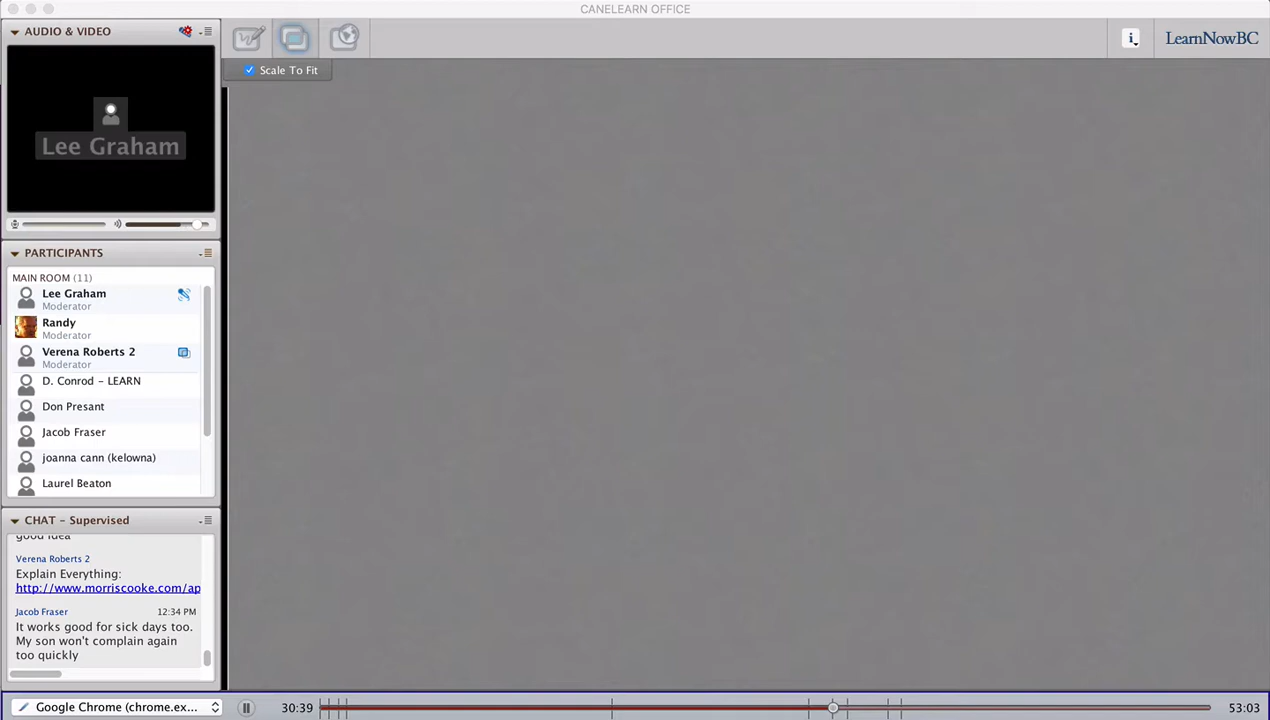 CANELEARN OFFICE
AUDIO & VIDEO
LearnNowBC
i
Scale To Fit
Lee Graham
PARTICIPANTS
MAIN ROOM (11)
Lee Graham
Moderator
Randy
Moderator
Verena Roberts 2
Moderator
D. Conrod - LEARN
Don Presant
Jacob Fraser
joanna cann (kelowna)
Laurel Beaton
CHAT - Supervised
good idea
Verena Roberts 2
Explain Everything:
http://www.morriscooke.com/ap
Jacob Fraser 12:34 PM
It works good for sick days too.
My son won't complain again
too quickly
Google Chrome (chrome.ex...
30:39
53:03